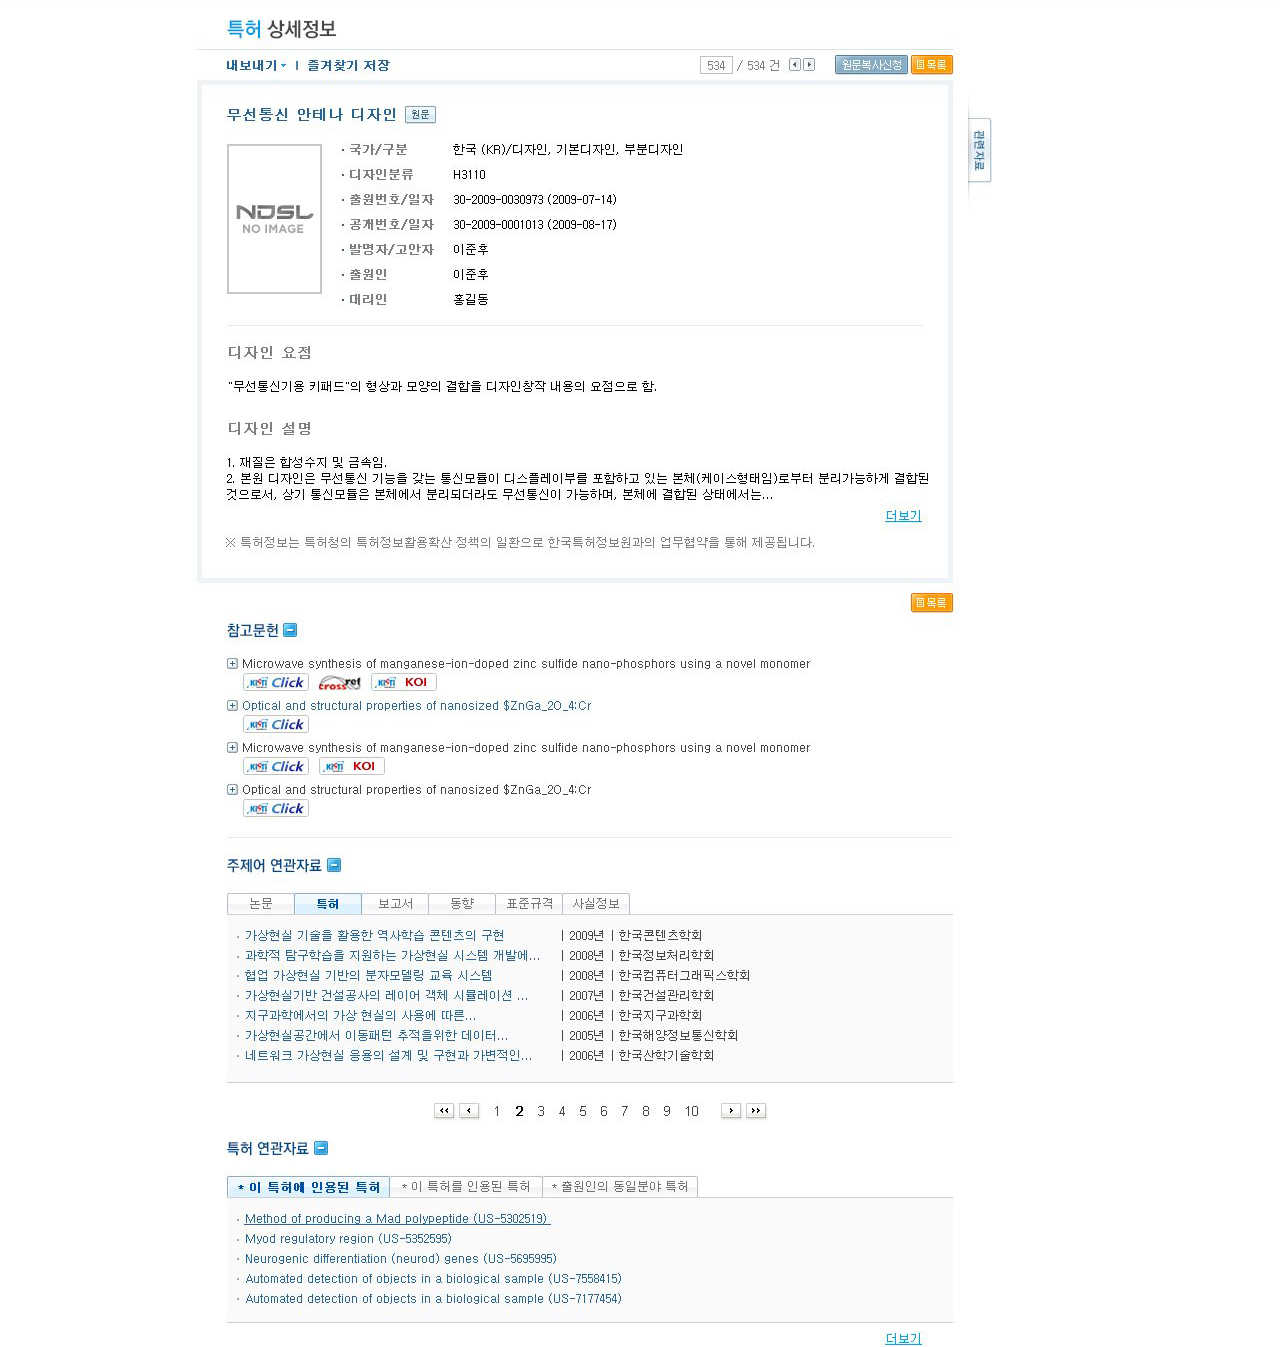 특허 상세정보
내보내기 | 즐겨찾기 저장
534 / 534 건
원문복사신청
목록
무선통신 안테나 디자인 원문
관련자료
NDSL
NO IMAGE
· 국가/구분 한국 (KR)/디자인, 기본디자인, 부분디자인
· 디자인분류 H3110
· 출원번호/일자 30-2009-0030973 (2009-07-14)
· 공개번호/일자 30-2009-0001013 (2009-08-17)
· 발명자/고안자 이준후
· 출원인 이준후
· 대리인 홍길동
디자인 요점
"무선통신기용 키패드"의 형상과 모양의 결합을 디자인창작 내용의 요점으로 함.
디자인 설명
1. 재질은 합성수지 및 금속임.
2. 본원 디자인은 무선통신 기능을 갖는 통신모듈이 디스플레이부를 포함하고 있는 본체(케이스형태임)로부터 분리가능하게 결합된
것으로서, 상기 통신모듈은 본체에서 분리되더라도 무선통신이 가능하며, 본체에 결합된 상태에서는...
더보기
※ 특허정보는 특허청의 특허정보활용확산 정책의 일환으로 한국특허정보원과의 업무협약을 통해 제공됩니다.
목록
참고문헌
Microwave synthesis of manganese-ion-doped zinc sulfide nano-phosphors using a novel monomer
KISTI Click crossref KISTI KOI
Optical and structural properties of nanosized $ZnGa_2O_4:Cr
KISTI Click
Microwave synthesis of manganese-ion-doped zinc sulfide nano-phosphors using a novel monomer
KISTI Click KISTI KOI
Optical and structural properties of nanosized $ZnGa_2O_4:Cr
KISTI Click
주제어 연관자료
논문 특허 보고서 동향 표준규격 사실정보
· 가상현실 기술을 활용한 역사학습 콘텐츠의 구현 | 2009년 | 한국콘텐츠학회
· 과학적 탐구학습을 지원하는 가상현실 시스템 개발에... | 2008년 | 한국정보처리학회
· 협업 가상현실 기반의 분자모델링 교육 시스템 | 2008년 | 한국컴퓨터그래픽스학회
· 가상현실기반 건설공사의 레이어 객체 시뮬레이션 ... | 2007년 | 한국건설관리학회
· 지구과학에서의 가상 현실의 사용에 따른... | 2006년 | 한국지구과학회
· 가상현실공간에서 이동패턴 추적을위한 데이터... | 2005년 | 한국해양정보통신학회
· 네트워크 가상현실 응용의 설계 및 구현과 가변적인... | 2006년 | 한국산학기술학회
1 2 3 4 5 6 7 8 9 10
특허 연관자료
* 이 특허에 인용된 특허 * 이 특허를 인용된 특허 * 출원인의 동일분야 특허
· Method of producing a Mad polypeptide (US-5302519)
· Myod regulatory region (US-5352595)
· Neurogenic differentiation (neurod) genes (US-5695995)
· Automated detection of objects in a biological sample (US-7558415)
· Automated detection of objects in a biological sample (US-7177454)
더보기